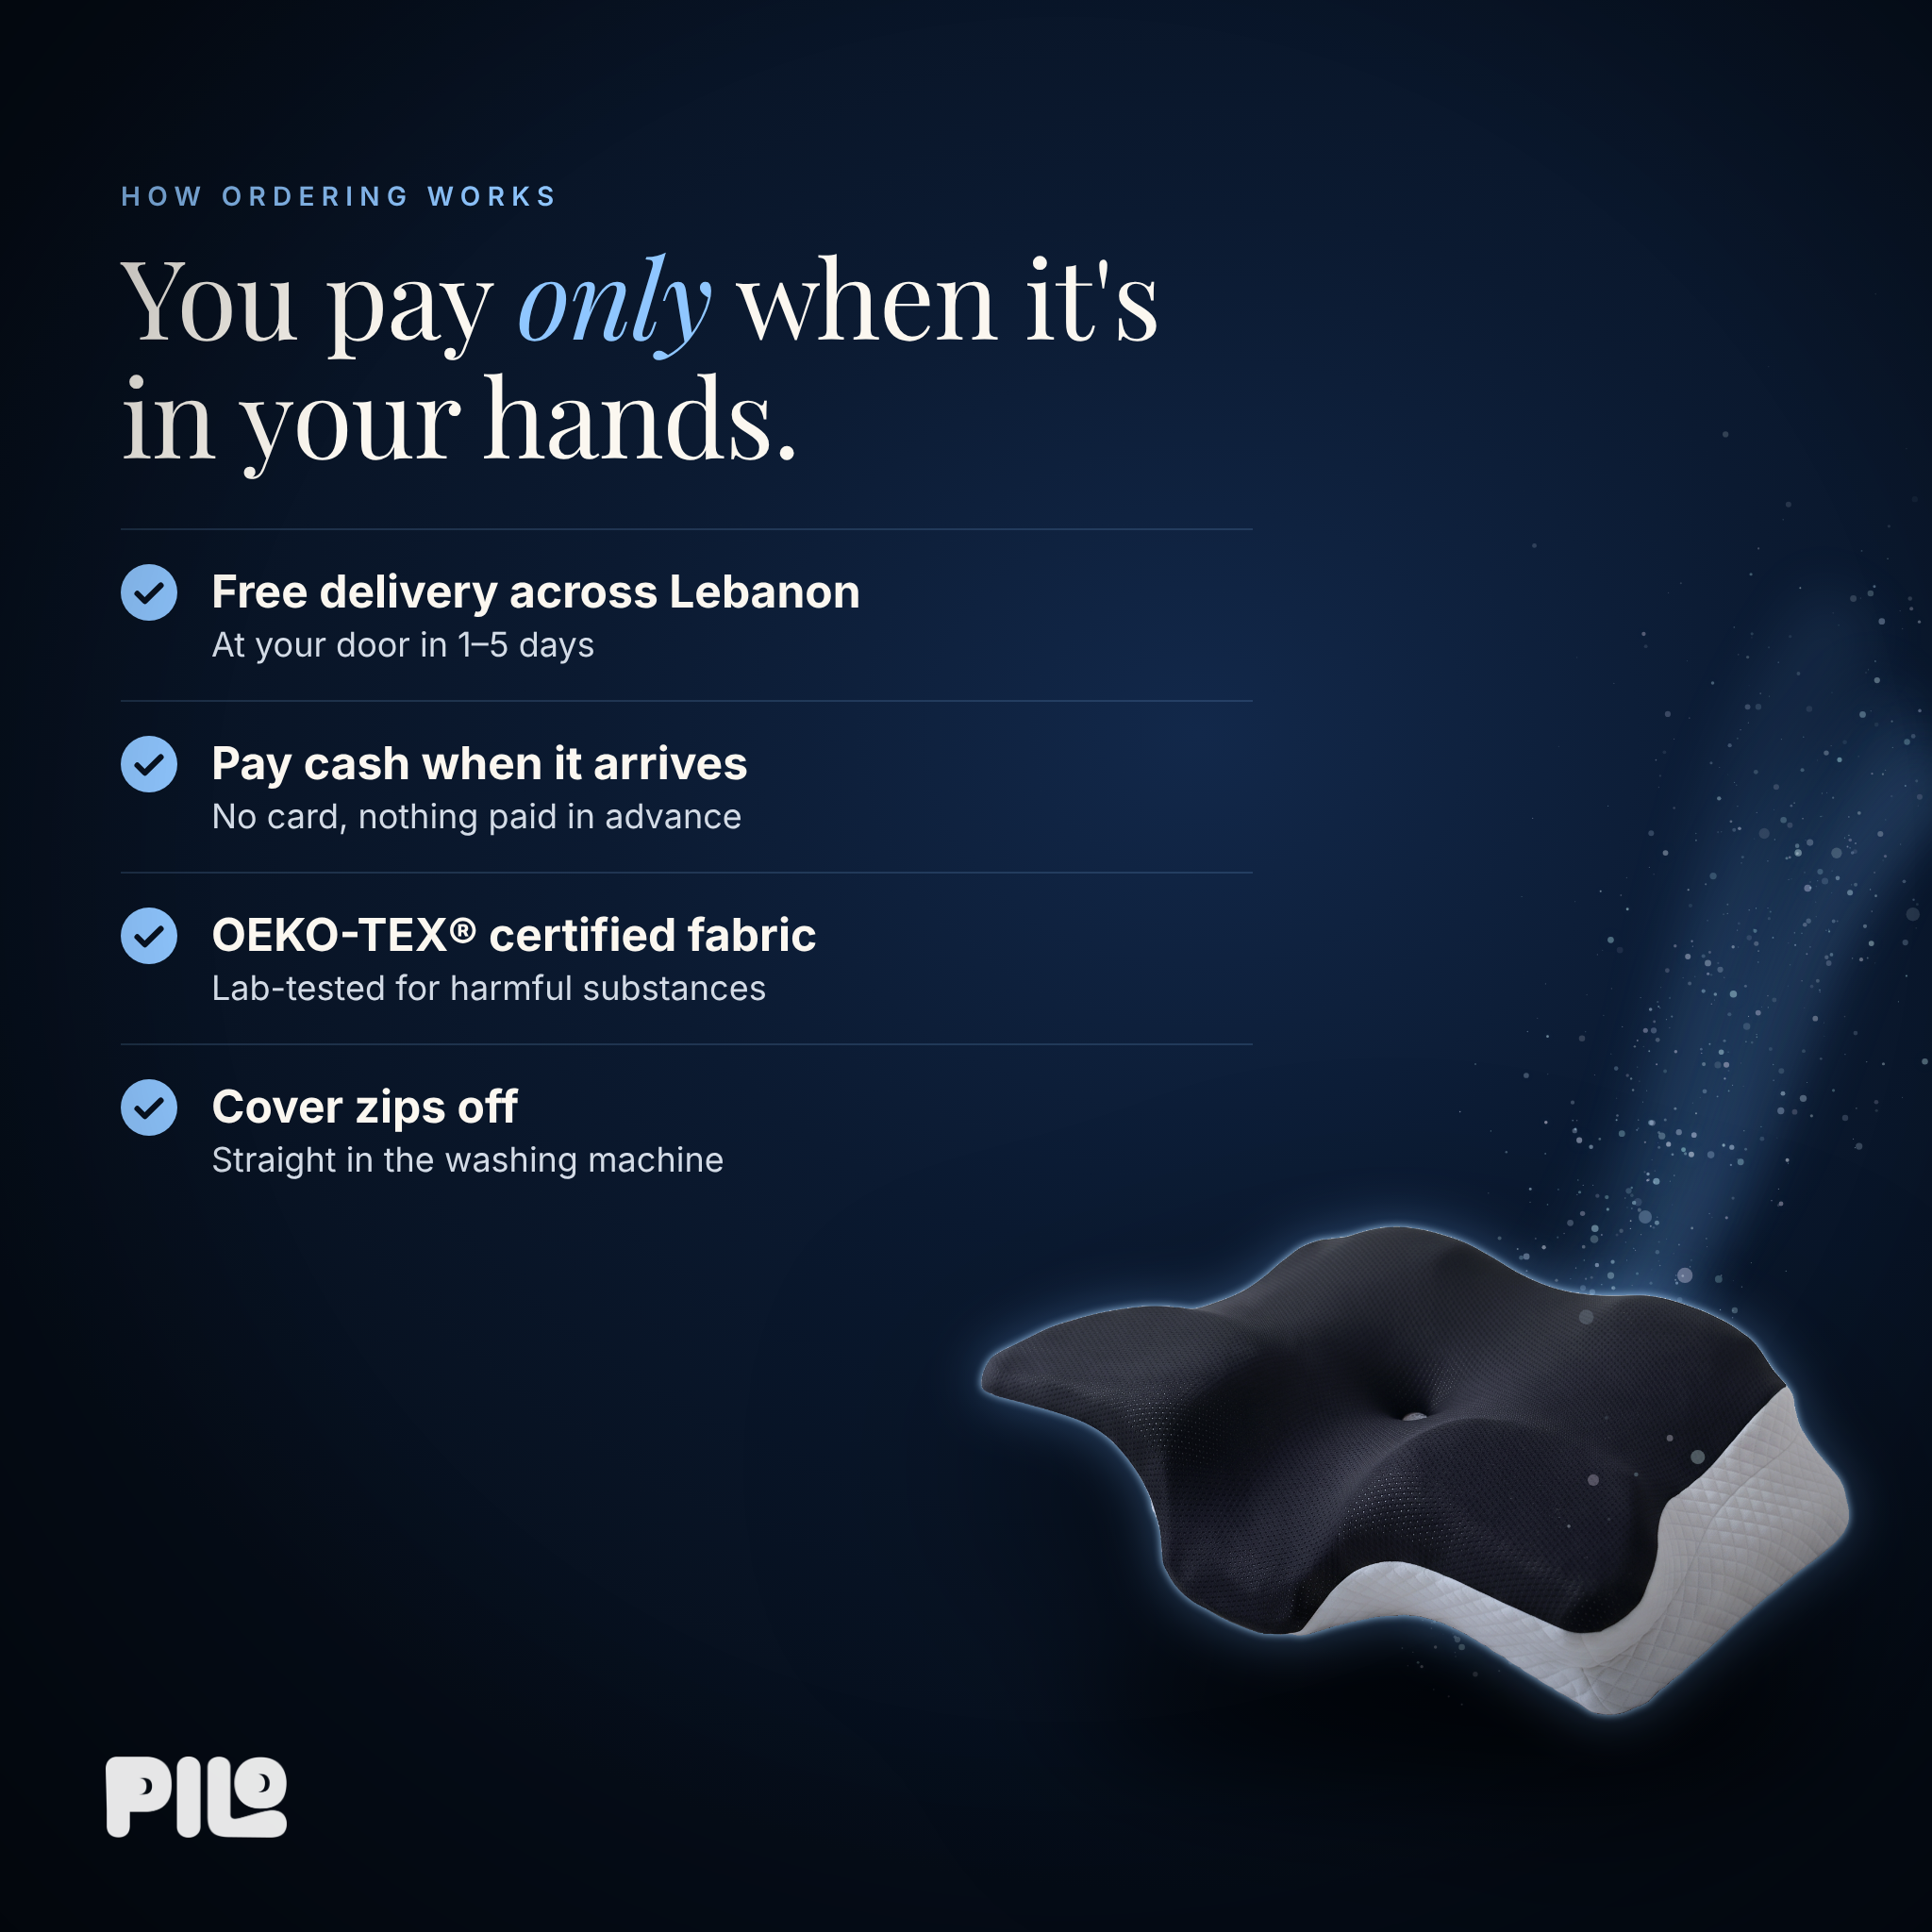 HOW ORDERING WORKS
You pay only when it's
in your hands.
Free delivery across Lebanon
At your door in 1–5 days
Pay cash when it arrives
No card, nothing paid in advance
OEKO-TEX® certified fabric
Lab-tested for harmful substances
Cover zips off
Straight in the washing machine
PILO